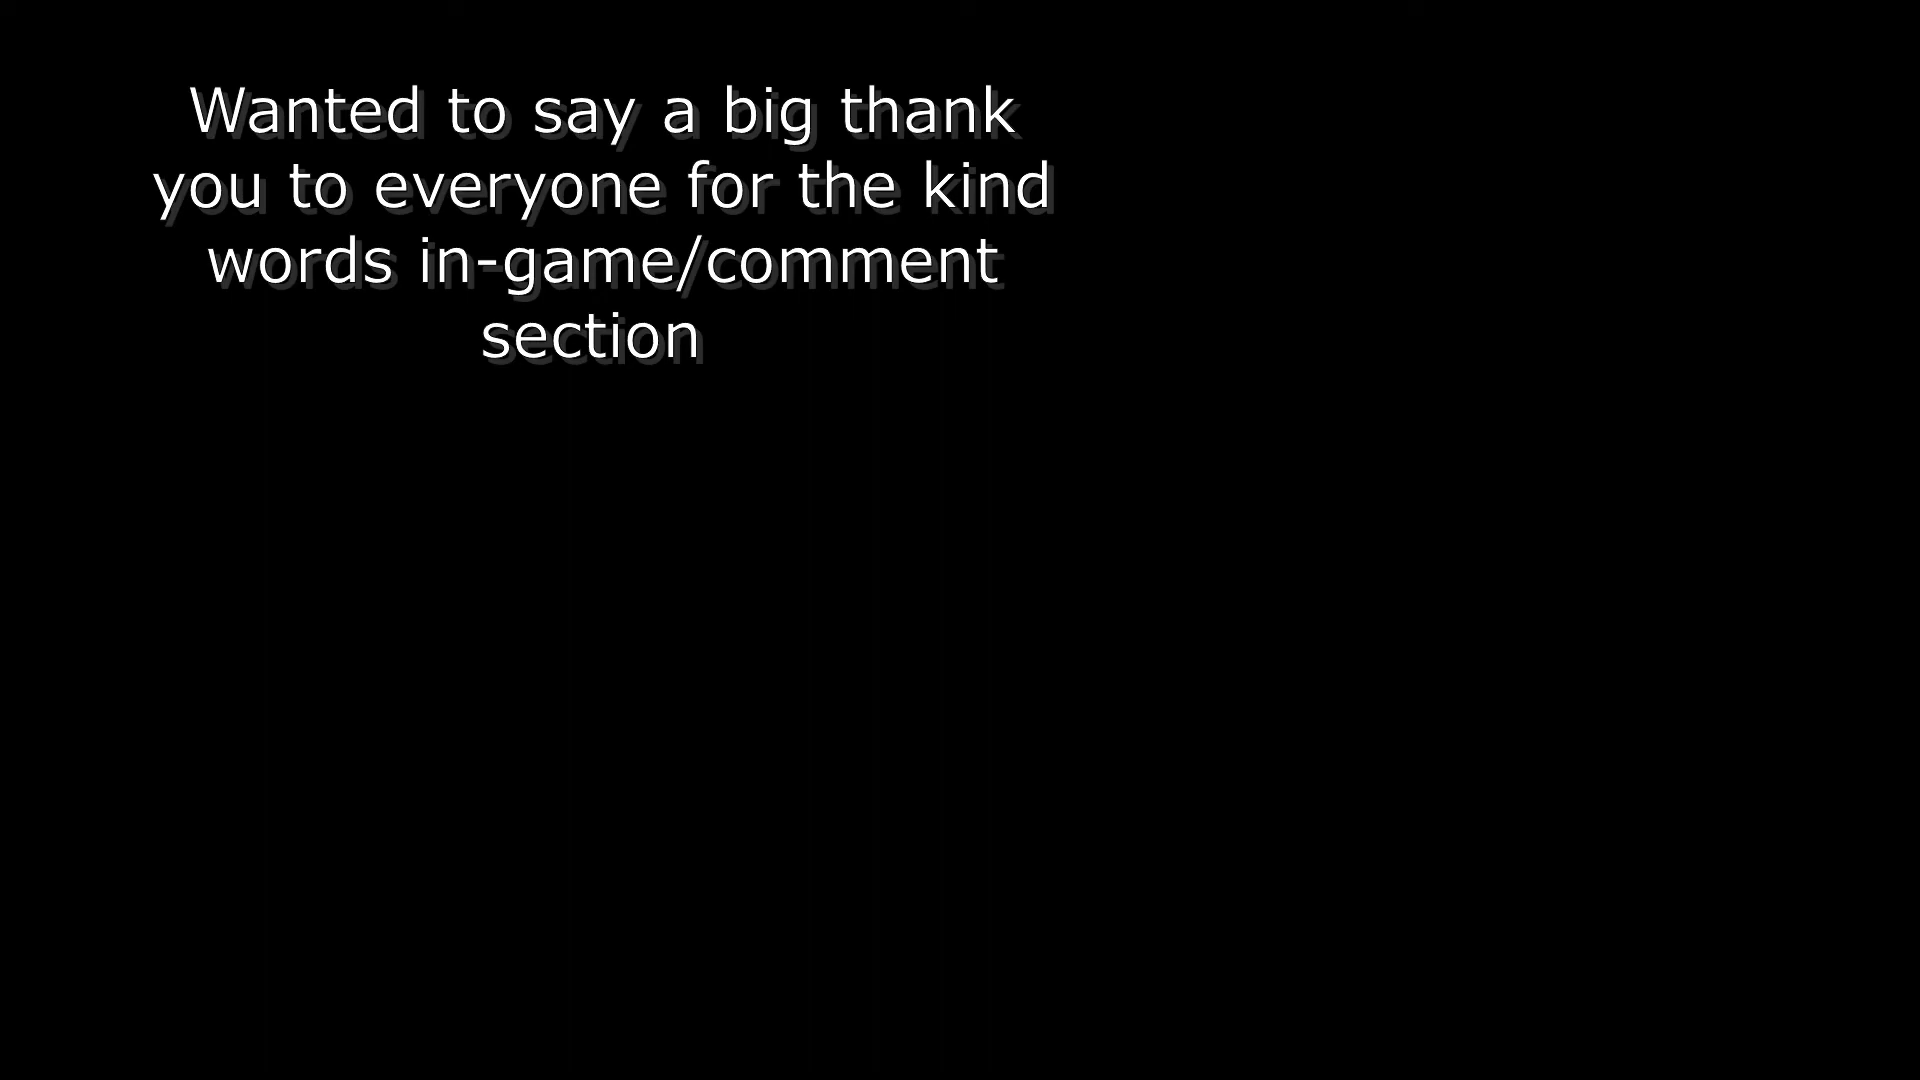 Wanted to say a big thank
you to everyone for the kind
words in-game/comment
section